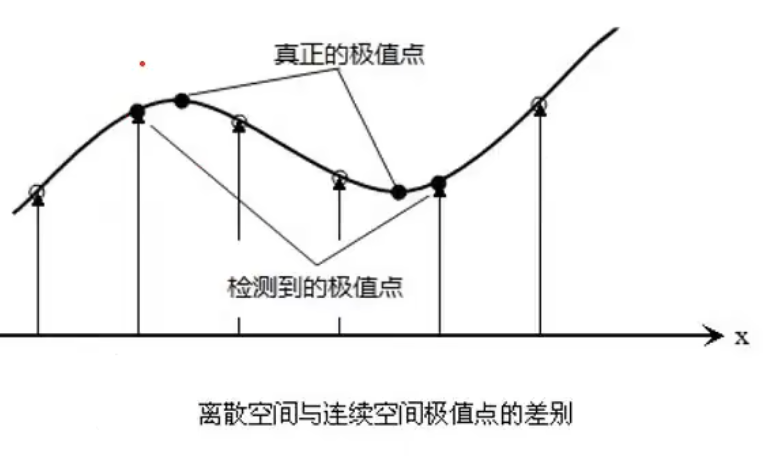 真正的极值点
检测到的极值点
x
离散空间与连续空间极值点的差别